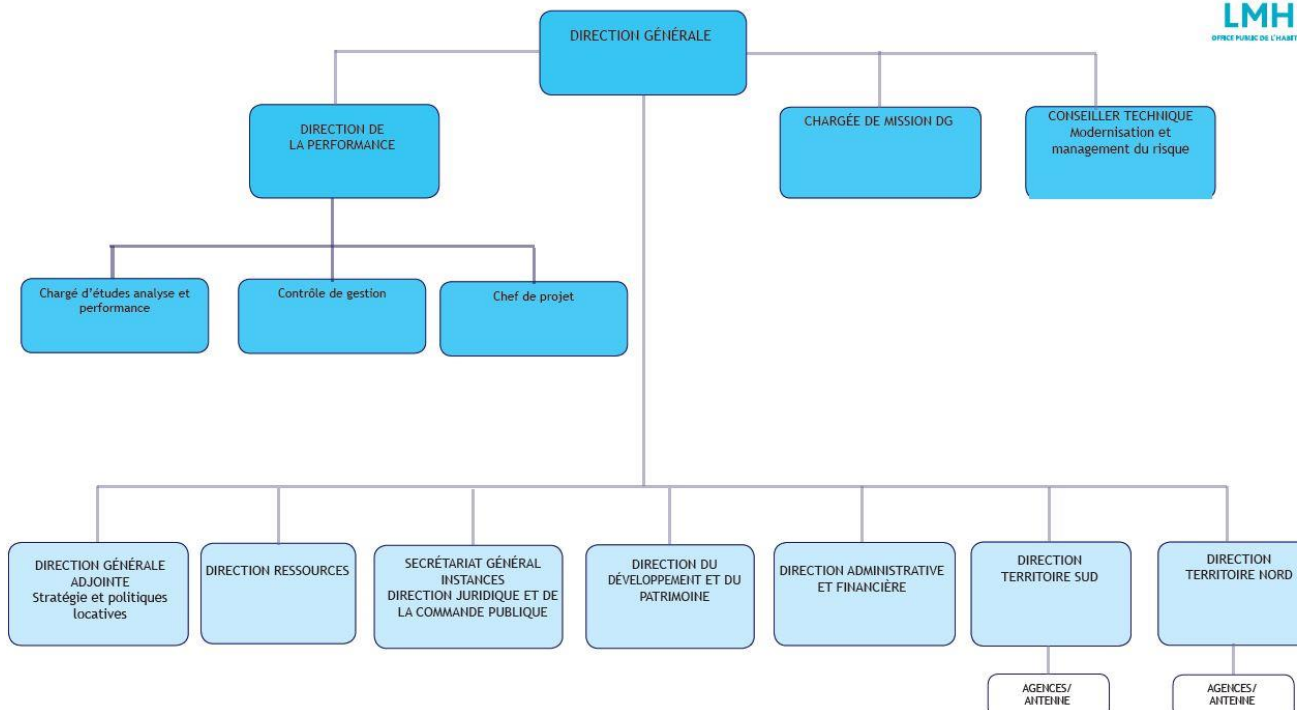 LMH
OFFICE PUBLIC DE L'HABIT
DIRECTION GÉNÉRALE
DIRECTION DE
LA PERFORMANCE
CHARGÉE DE MISSION DG
CONSEILLER TECHNIQUE
Modernisation et
management du risque
Chargé d'études analyse et
performance
Contrôle de gestion
Chef de projet
DIRECTION GÉNÉRALE
ADJOINTE
Stratégie et politiques
locatives
DIRECTION RESSOURCES
SECRÉTARIAT GÉNÉRAL
INSTANCES
DIRECTION JURIDIQUE ET DE
LA COMMANDE PUBLIQUE
DIRECTION DU
DÉVELOPPEMENT ET DU
PATRIMOINE
DIRECTION ADMINISTRATIVE
ET FINANCIÈRE
DIRECTION
TERRITOIRE SUD
DIRECTION
TERRITOIRE NORD
AGENCES/
ANTENNE
AGENCES/
ANTENNE